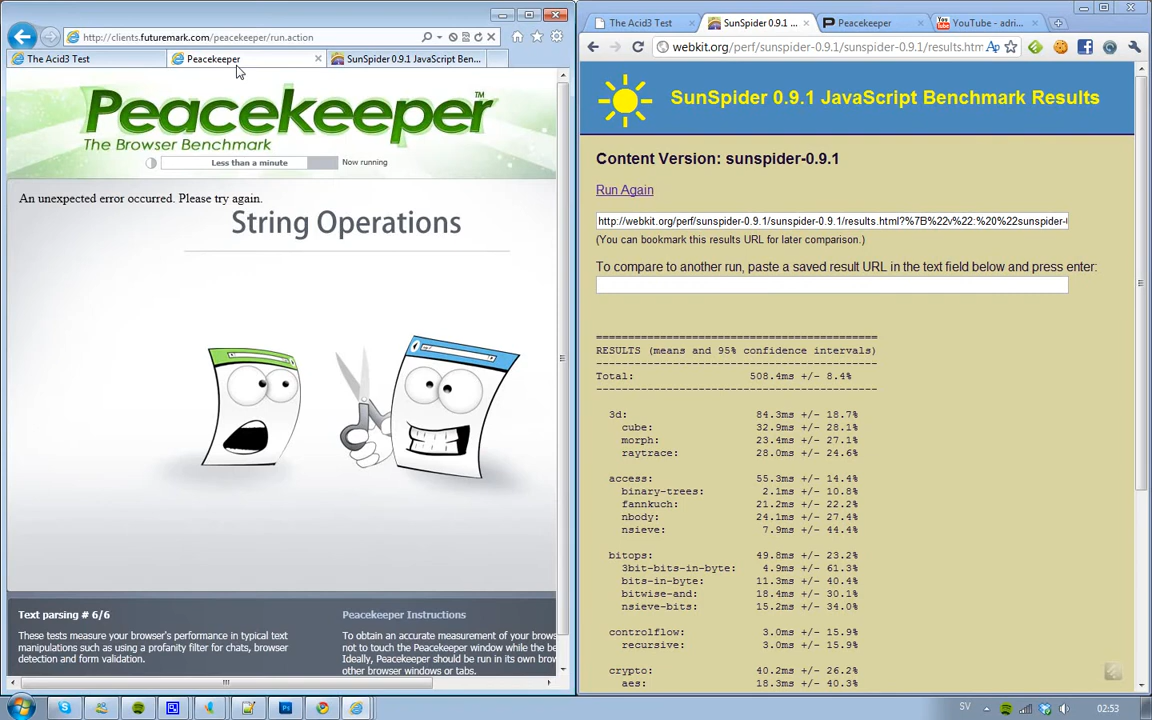 http://clients.futuremark.com/peacekeeper/run.action
The Acid3 Test
Peacekeeper
SunSpider 0.9.1 JavaScript Ben...
Peacekeeper™
The Browser Benchmark
Less than a minute
Now running
An unexpected error occurred. Please try again.
String Operations
Text parsing # 6/6
These tests measure your browser's performance in typical text
manipulations such as using a profanity filter for chats, browser
detection and form validation.
Peacekeeper Instructions
To obtain an accurate measurement of your brows
not to touch the Peacekeeper window while the be
Ideally, Peacekeeper should be run in its own brow
other browser windows or tabs.
The Acid3 Test
SunSpider 0.9.1 ...
Peacekeeper
YouTube - adri...
webkit.org/perf/sunspider-0.9.1/sunspider-0.9.1/results.htm
SunSpider 0.9.1 JavaScript Benchmark Results
Content Version: sunspider-0.9.1
Run Again
http://webkit.org/perf/sunspider-0.9.1/sunspider-0.9.1/results.html?%7B%22v%22:%20%22sunspider-
(You can bookmark this results URL for later comparison.)
To compare to another run, paste a saved result URL in the text field below and press enter:
============================================
RESULTS (means and 95% confidence intervals)
--------------------------------------------
Total: 508.4ms +/- 8.4%
--------------------------------------------
3d: 84.3ms +/- 18.7%
cube: 32.9ms +/- 28.1%
morph: 23.4ms +/- 27.1%
raytrace: 28.0ms +/- 24.6%
access: 55.3ms +/- 14.4%
binary-trees: 2.1ms +/- 10.8%
fannkuch: 21.2ms +/- 22.2%
nbody: 24.1ms +/- 27.4%
nsieve: 7.9ms +/- 44.4%
bitops: 49.8ms +/- 23.2%
3bit-bits-in-byte: 4.9ms +/- 61.3%
bits-in-byte: 11.3ms +/- 40.4%
bitwise-and: 18.4ms +/- 30.1%
nsieve-bits: 15.2ms +/- 34.0%
controlflow: 3.0ms +/- 15.9%
recursive: 3.0ms +/- 15.9%
crypto: 40.2ms +/- 26.2%
aes: 18.3ms +/- 40.3%
SV
02:53